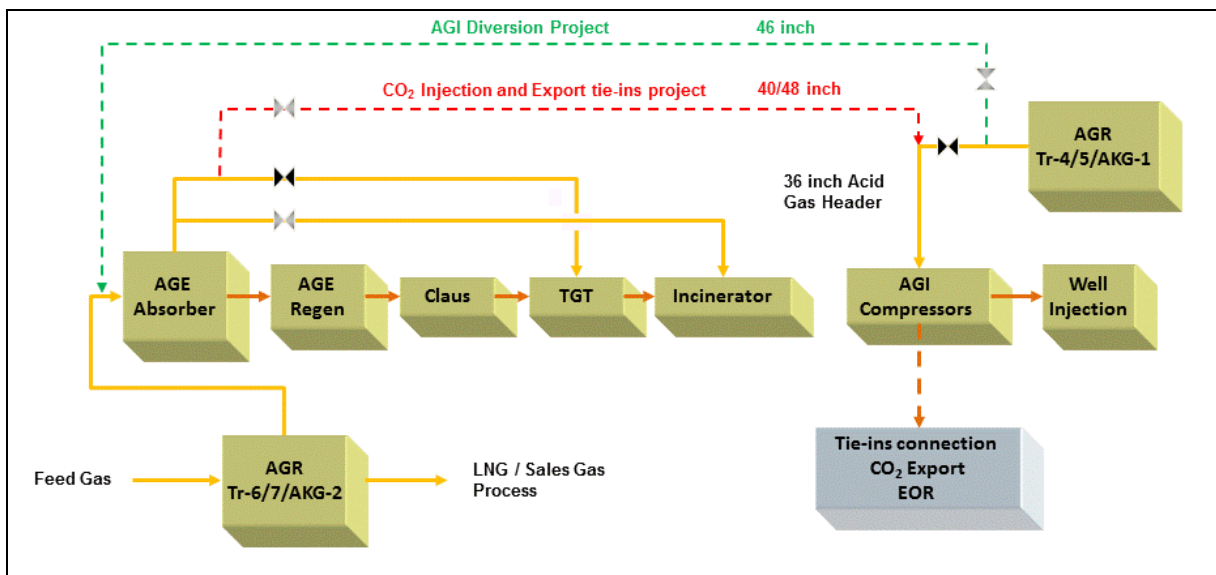 AGI Diversion Project 46 inch
CO₂ Injection and Export tie-ins project 40/48 inch
AGR
Tr-4/5/AKG-1
36 inch Acid
Gas Header
AGE
Absorber
AGE
Regen
Claus
TGT
Incinerator
AGI
Compressors
Well
Injection
Feed Gas
AGR
Tr-6/7/AKG-2
LNG / Sales Gas
Process
Tie-ins connection
CO₂ Export
EOR